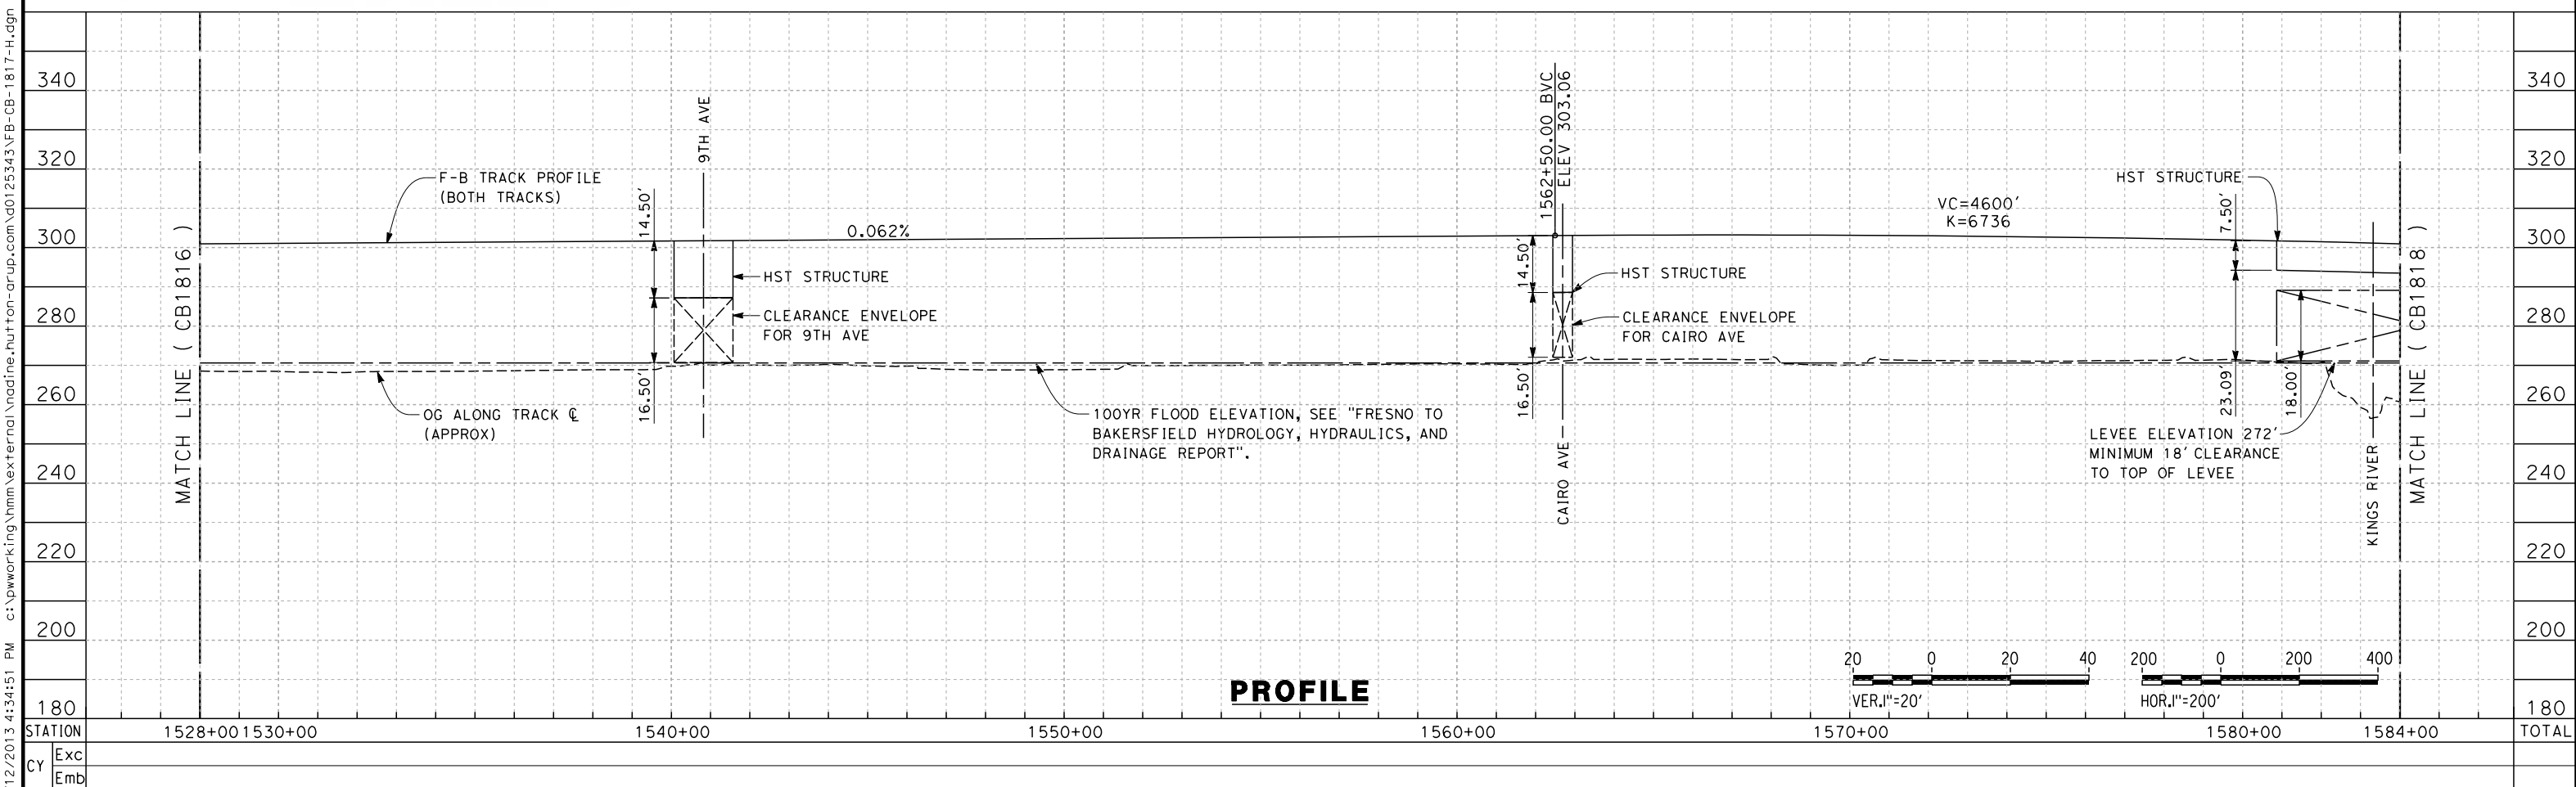 c:\pwworking\hmm\external\nadine.hutton-arup.com\d0125343\FB-CB-1817-H.dgn
12/2013 4:34:51 PM
340
320
300
280
260
240
220
200
180
MATCH LINE ( CB1816 )
F-B TRACK PROFILE
(BOTH TRACKS)
OG ALONG TRACK ℄
(APPROX)
14.50'
16.50'
9TH AVE
0.062%
HST STRUCTURE
CLEARANCE ENVELOPE
FOR 9TH AVE
100YR FLOOD ELEVATION, SEE "FRESNO TO
BAKERSFIELD HYDROLOGY, HYDRAULICS, AND
DRAINAGE REPORT".
1562+50.00 BVC
ELEV 303.06
14.50'
16.50'
HST STRUCTURE
CLEARANCE ENVELOPE
FOR CAIRO AVE
CAIRO AVE
VC=4600'
K=6736
HST STRUCTURE
7.50'
23.09'
18.00'
LEVEE ELEVATION 272'
MINIMUM 18' CLEARANCE
TO TOP OF LEVEE
KINGS RIVER
MATCH LINE ( CB1818 )
340
320
300
280
260
240
220
200
180
PROFILE
20 0 20 40
VER.1"=20'
200 0 200 400
HOR.1"=200'
STATION 1528+00 1530+00 1540+00 1550+00 1560+00 1570+00 1580+00 1584+00 TOTAL
CY
Exc
Emb